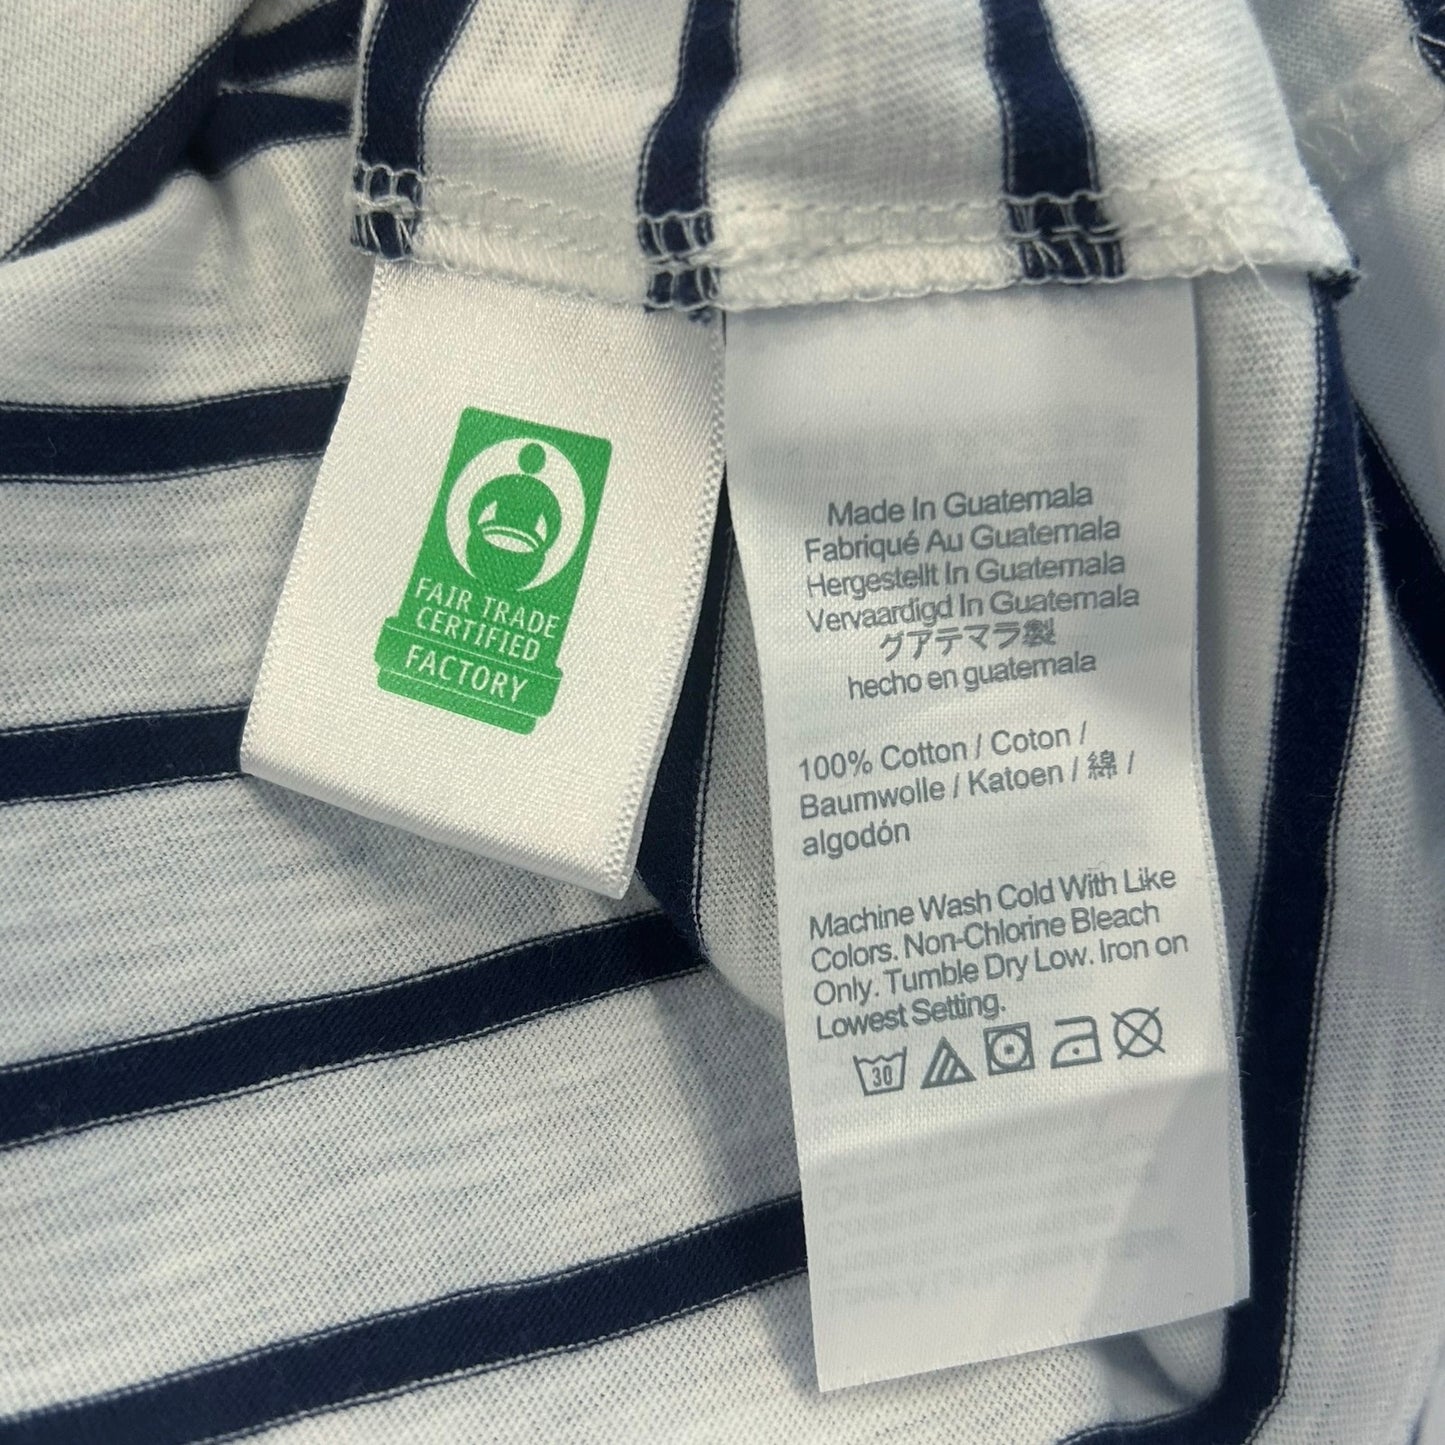 FAIR TRADE
CERTIFIED
FACTORY
Made In Guatemala
Fabriqué Au Guatemala
Hergestellt In Guatemala
Vervaardigd In Guatemala
グアテマラ製
hecho en guatemala
100% Cotton / Coton /
Baumwolle / Katoen / 綿 /
algodón
Machine Wash Cold With Like
Colors. Non-Chlorine Bleach
Only. Tumble Dry Low. Iron on
Lowest Setting.
30